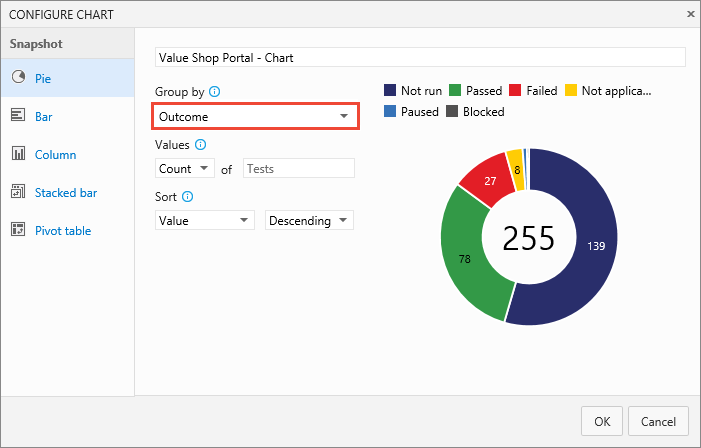 CONFIGURE CHART
Snapshot
Pie
Bar
Column
Stacked bar
Pivot table
Value Shop Portal - Chart
Group by
Outcome
Values
Count of Tests
Sort
Value Descending
Not run Passed Failed Not applica...
Paused Blocked
8
27
139
78
255
OK Cancel